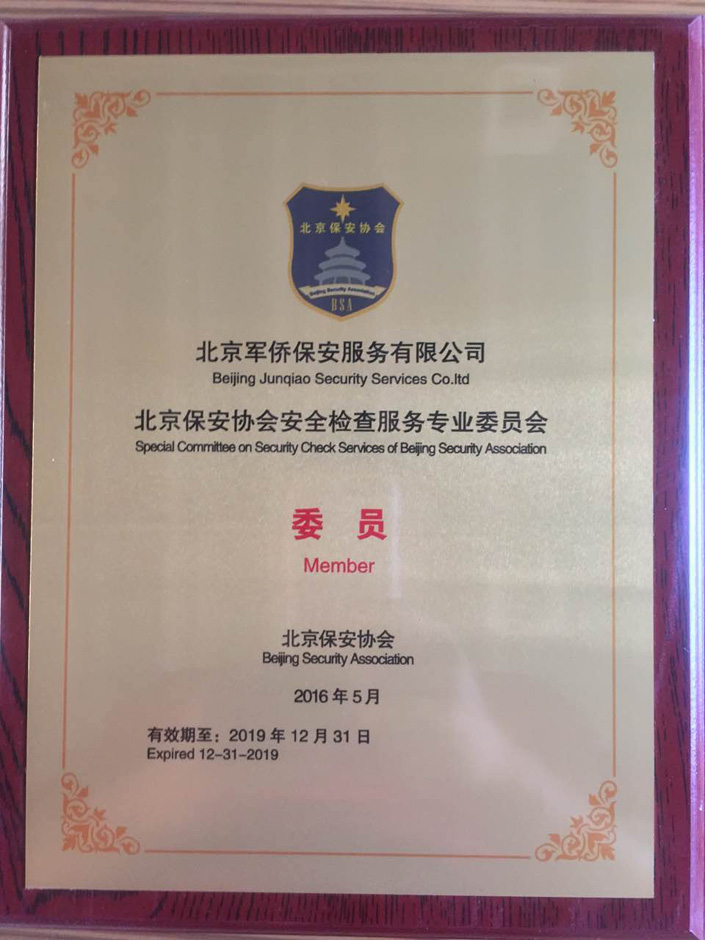 北京保安协会
Beijing Security Association
BSA
北京军侨保安服务有限公司
Beijing Junqiao Security Services Co.ltd
北京保安协会安全检查服务专业委员会
Special Committee on Security Check Services of Beijing Security Association
委 员
Member
北京保安协会
Beijing Security Association
2016 年 5 月
有效期至：2019 年 12 月 31 日
Expired 12-31-2019